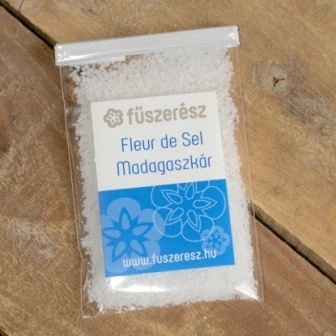 fűszerész
Fleur de Sel
Madagaszkár
www.fuszeresz.hu